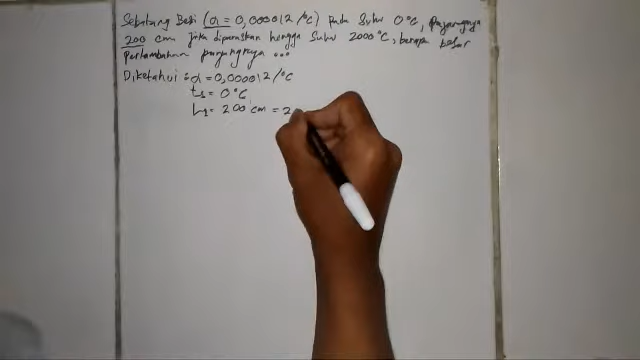 Sebatang Besi (α = 0,000012 /°C) pada Suhu 0°C, panjangnya
200 cm jika dipanaskan hingga Suhu 2000°C, berapa besar
Pertambahan panjangnya ...
Diketahui : α = 0,000012 /°C
t₁ = 0°C
L₁ = 200 cm = 2